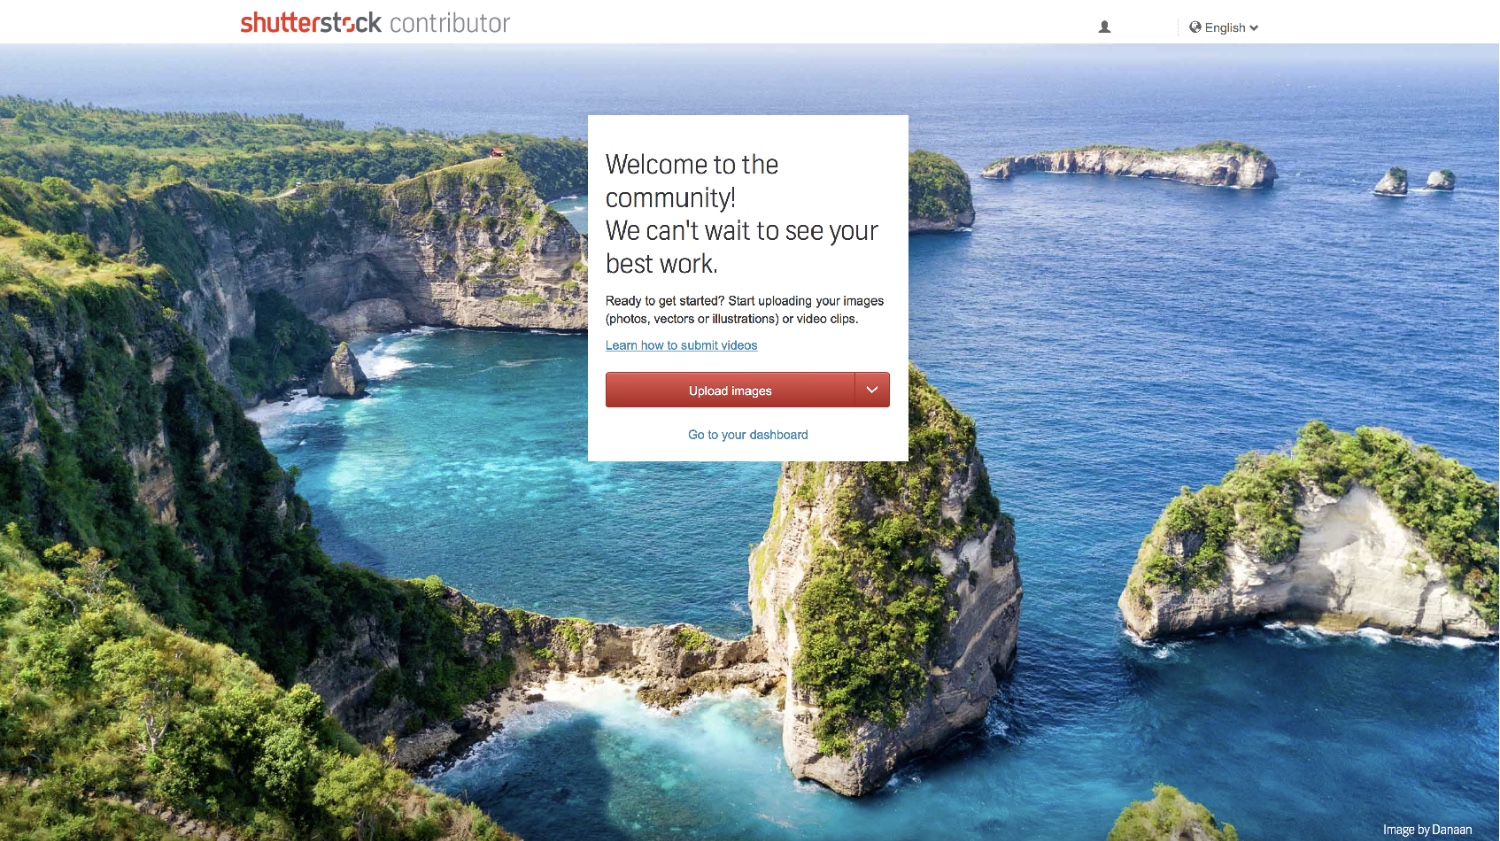 shutterstock contributor
English
Welcome to the
community!
We can't wait to see your
best work.
Ready to get started? Start uploading your images
(photos, vectors or illustrations) or video clips.
Learn how to submit videos
Upload images
Go to your dashboard
Image by Danaan